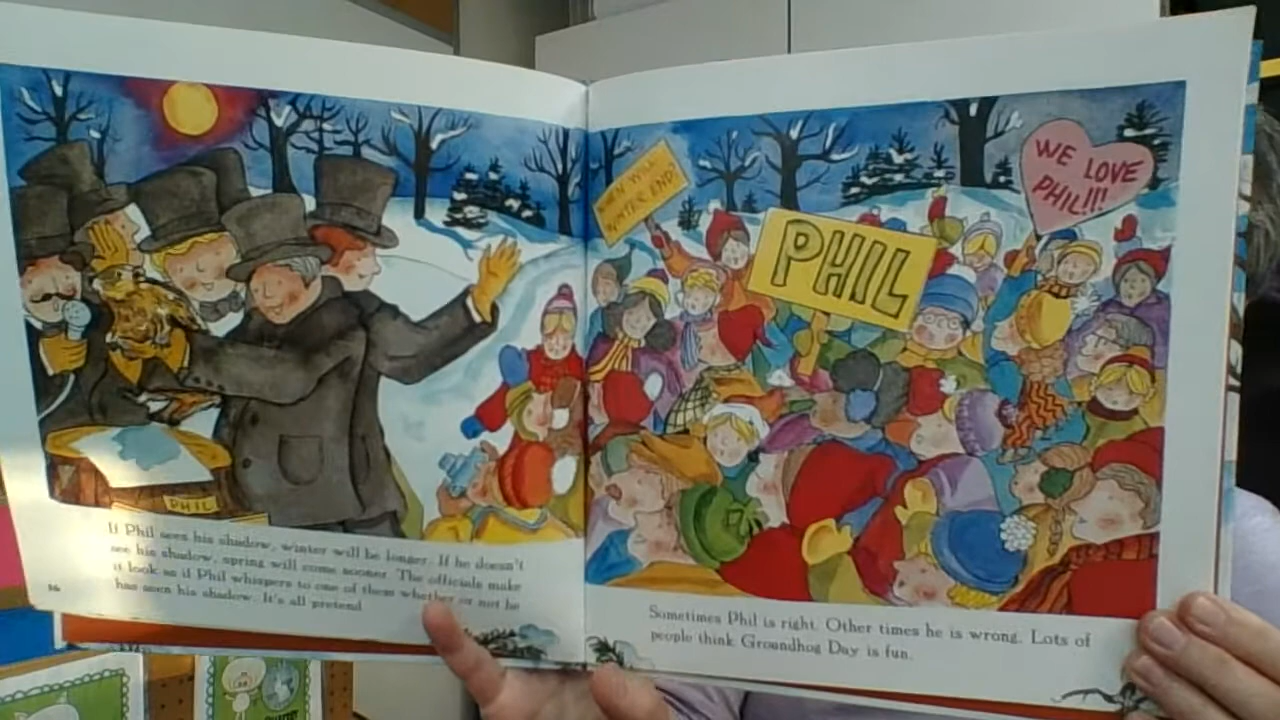 WHEN WILL
WINTER END?
PHIL
WE LOVE
PHIL!!!
PHIL
If Phil sees his shadow, winter will be longer. If he doesn't
see his shadow, spring will come sooner. The officials make
it look as if Phil whispers to one of them whether or not he
has seen his shadow. It's all pretend.
Sometimes Phil is right. Other times he is wrong. Lots of
people think Groundhog Day is fun.